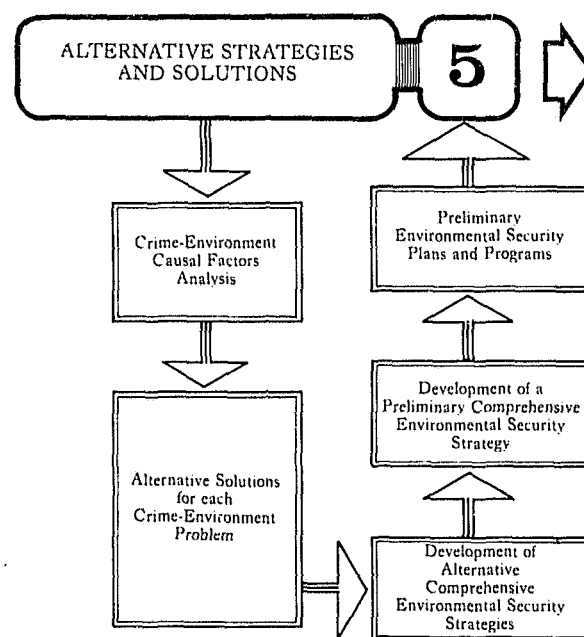 ALTERNATIVE STRATEGIES
AND SOLUTIONS
5
Crime-Environment
Causal Factors
Analysis
Alternative Solutions
for each
Crime-Environment
Problem
Development of
Alternative
Comprehensive
Environmental Security
Strategies
Development of a
Preliminary Comprehensive
Environmental Security
Strategy
Preliminary
Environmental Security
Plans and Programs